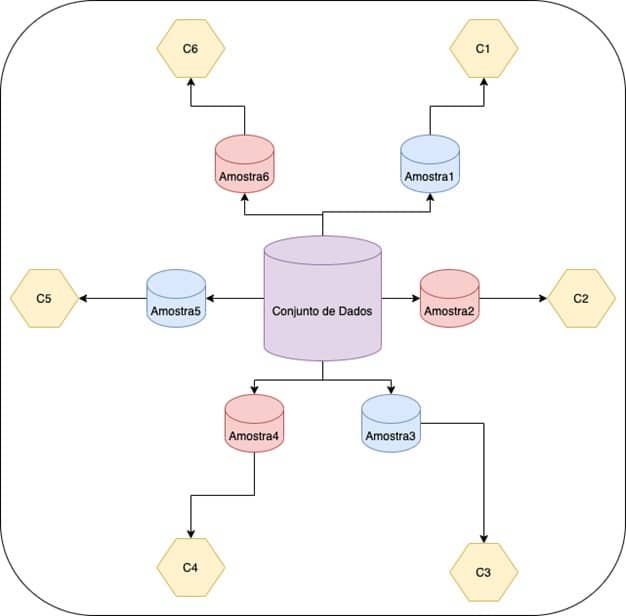 C6
C1
Amostra6
Amostra1
C5
Amostra5
Conjunto de Dados
Amostra2
C2
Amostra4
Amostra3
C4
C3